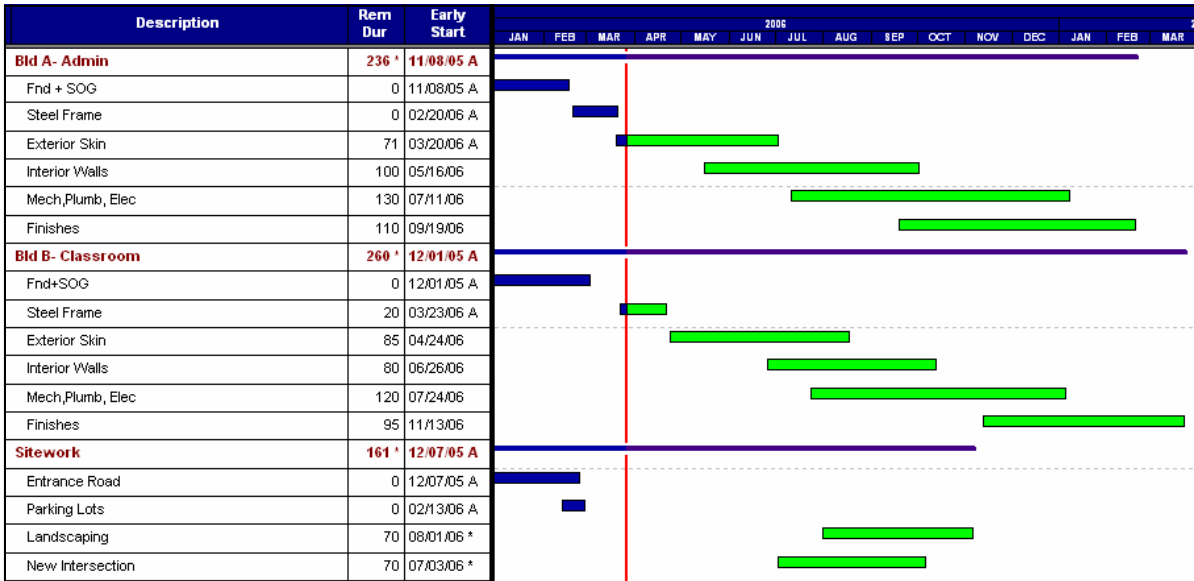 Description Rem Dur Early Start
2006 2
JAN FEB MAR APR MAY JUN JUL AUG SEP OCT NOV DEC JAN FEB MAR
Bld A- Admin 236 * 11/08/05 A
Fnd + SOG 0 11/08/05 A
Steel Frame 0 02/20/06 A
Exterior Skin 71 03/20/06 A
Interior Walls 100 05/16/06
Mech,Plumb, Elec 130 07/11/06
Finishes 110 09/19/06
Bld B- Classroom 260 * 12/01/05 A
Fnd+SOG 0 12/01/05 A
Steel Frame 20 03/23/06 A
Exterior Skin 85 04/24/06
Interior Walls 80 06/26/06
Mech,Plumb, Elec 120 07/24/06
Finishes 95 11/13/06
Sitework 161 * 12/07/05 A
Entrance Road 0 12/07/05 A
Parking Lots 0 02/13/06 A
Landscaping 70 08/01/06 *
New Intersection 70 07/03/06 *